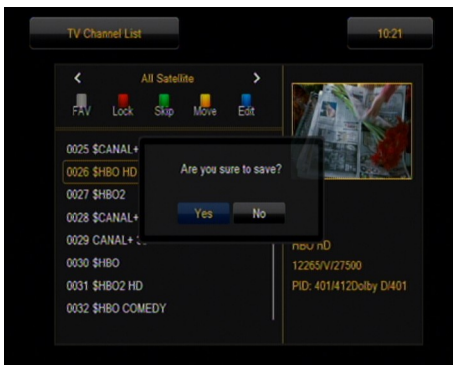 TV Channel List
10:21
All Satellite
FAV Lock Skip Move Edit
0025 $CANAL+
0026 $HBO HD
0027 $HBO2
0028 $CANAL+
0029 CANAL+
0030 $HBO
0031 $HBO2 HD
0032 $HBO COMEDY
Are you sure to save?
Yes No
HBO HD
12265/V/27500
PID: 401/412Dolby D/401